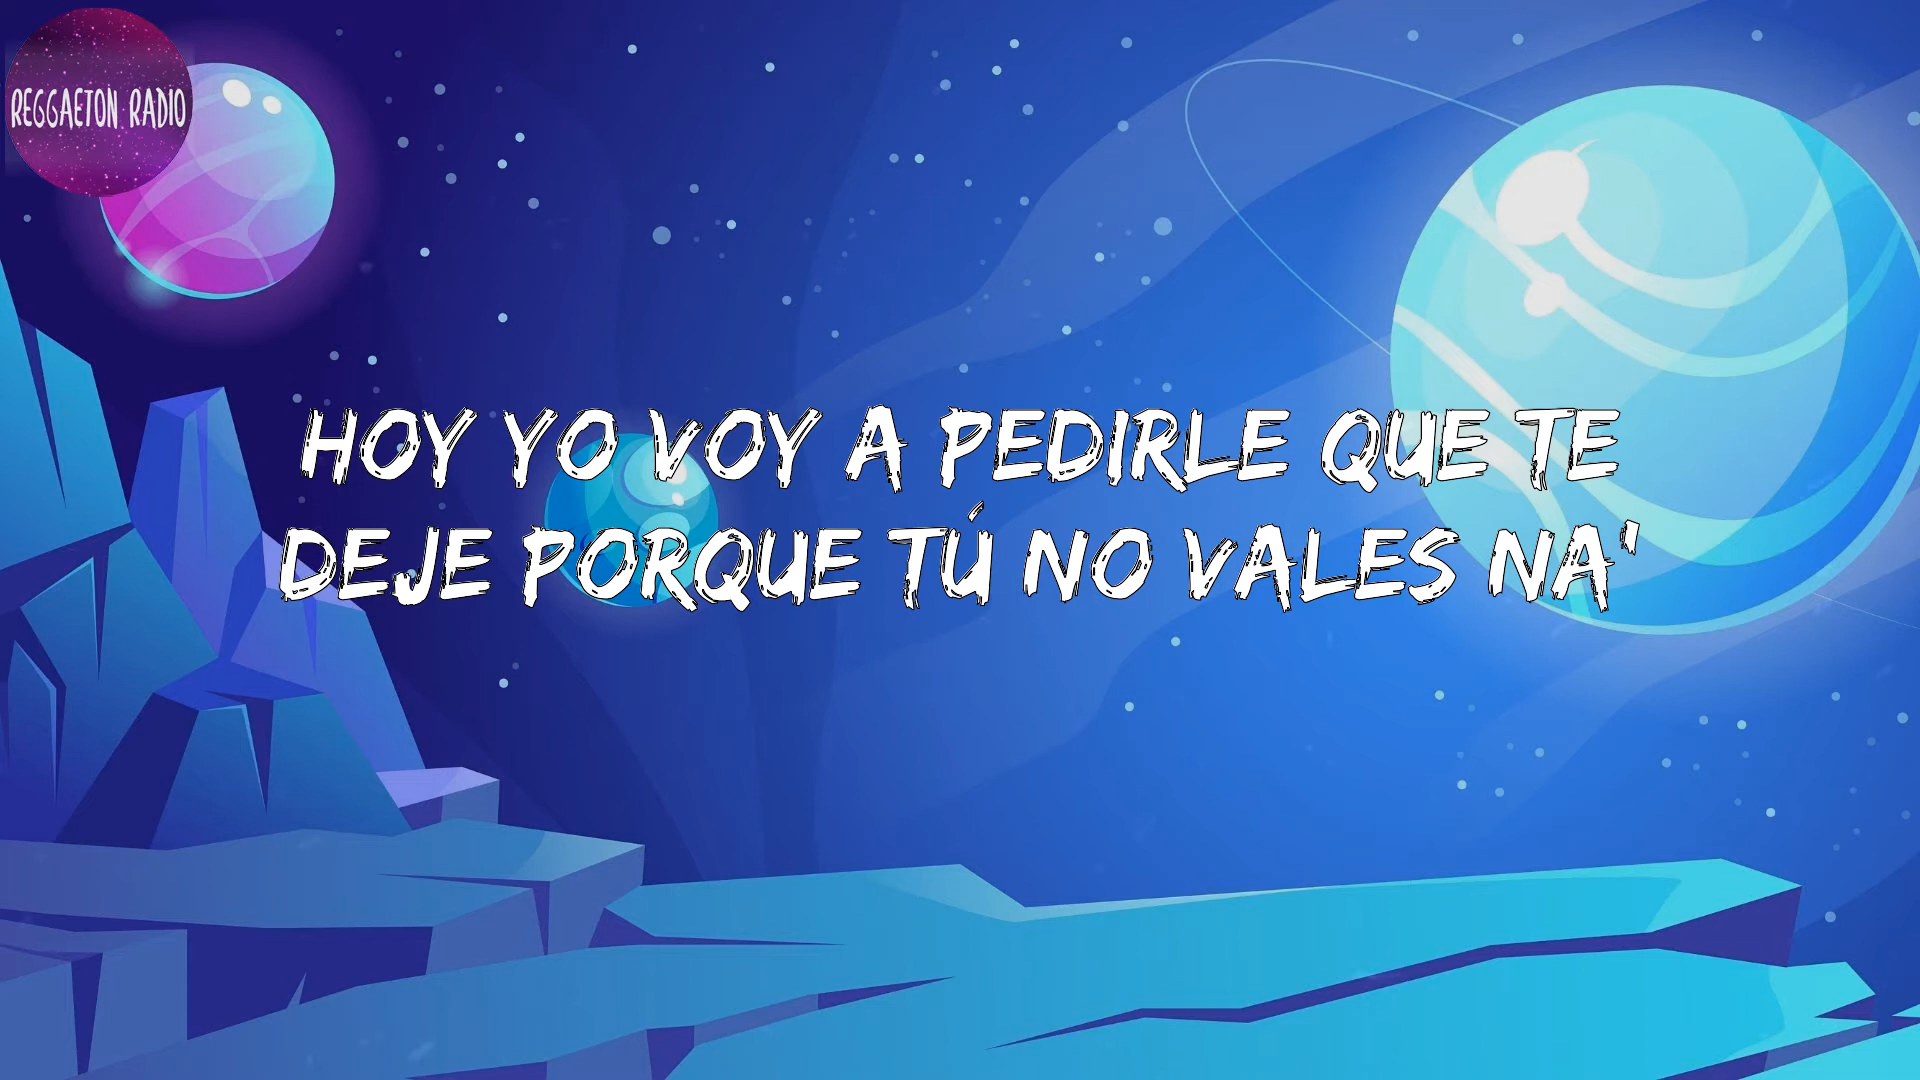 REGGAETON RADIO
HOY YO VOY A PEDIRLE QUE TE
DEJE PORQUE TÚ NO VALES NA'